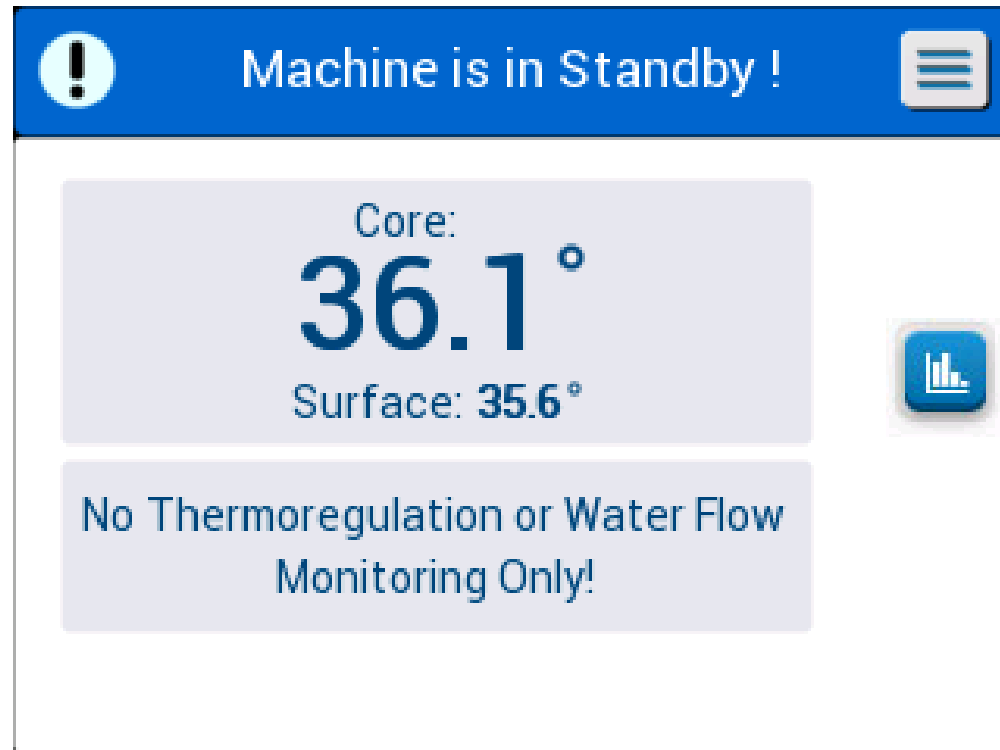 Machine is in Standby !
Core:
36.1°
Surface: 35.6°
No Thermoregulation or Water Flow
Monitoring Only!